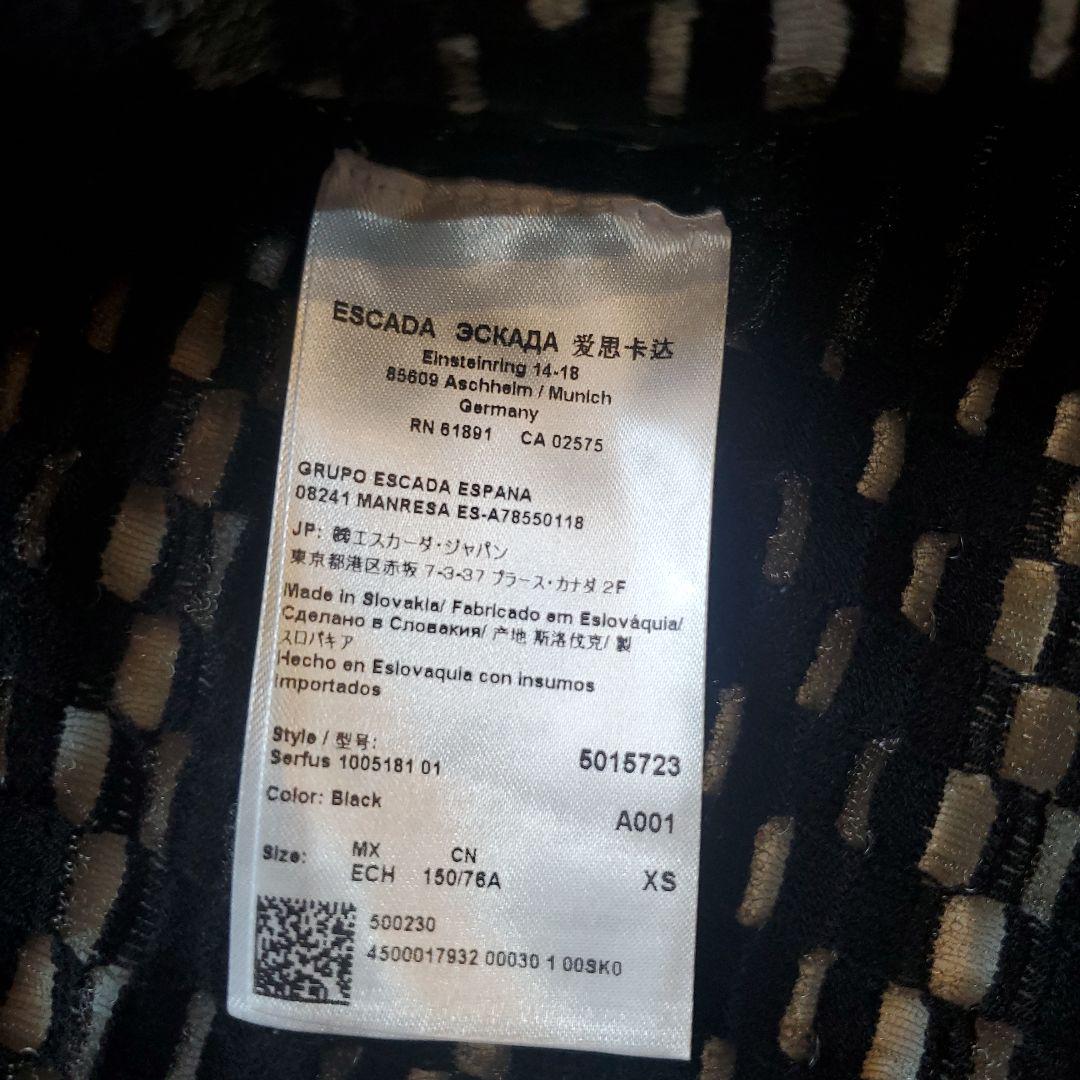 ESCADA ЭСКАДА 爱思卡达
Einsteinring 14-18
85609 Aschheim / Munich
Germany
RN 61891 CA 02575
GRUPO ESCADA ESPANA
08241 MANRESA ES-A78550118
JP: ㈱エスカーダ・ジャパン
東京都港区赤坂 7-3-37 プラース・カナダ 2F
Made in Slovakia/ Fabricado em Eslováquia/
Сделано в Словакия/ 产地 斯洛伐克/ 製
スロバキア
Hecho en Eslovaquia con insumos
importados
Style / 型号:
Serfus 1005181 01 5015723
Color: Black
A001
Size: MX CN
ECH 150/76A XS
500230
4500017932 00030 1 00SK0